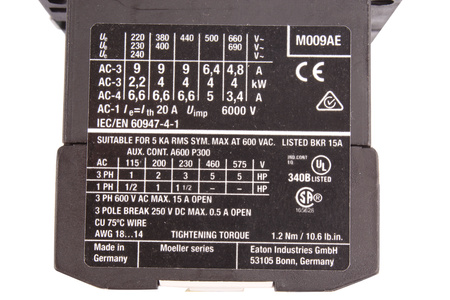 Ue 220 380 440 500 660 V~ M009AE
Ue 230 400 690 V~
Ue 240 V~
AC-3 9 9 9 6,4 4,8 A
AC-3 2,2 4 4 4 4 kW
AC-4 6,6 6,6 6,6 5 3,4 A
AC-1 Ie=Ith 20 A Uimp 6000 V
IEC/EN 60947-4-1
SUITABLE FOR 5 KA RMS SYM. MAX AT 600 VAC. LISTED BKR 15A
AUX. CONT. A600 P300
AC 115 200 230 460 575 V IND.CONT EQ. UL LISTED
3 PH 1 2 3 5 5 HP 340B
1 PH 1/2 1 1 1/2 – – HP SA
165628
3 PH 600 V AC MAX. 15 A OPEN
3 POLE BREAK 250 V DC MAX. 0.5 A OPEN
CU 75°C WIRE
AWG 18...14 TIGHTENING TORQUE 1.2 Nm / 10.6 lb.in.
Made in Germany Moeller series Eaton Industries GmbH
53105 Bonn, Germany